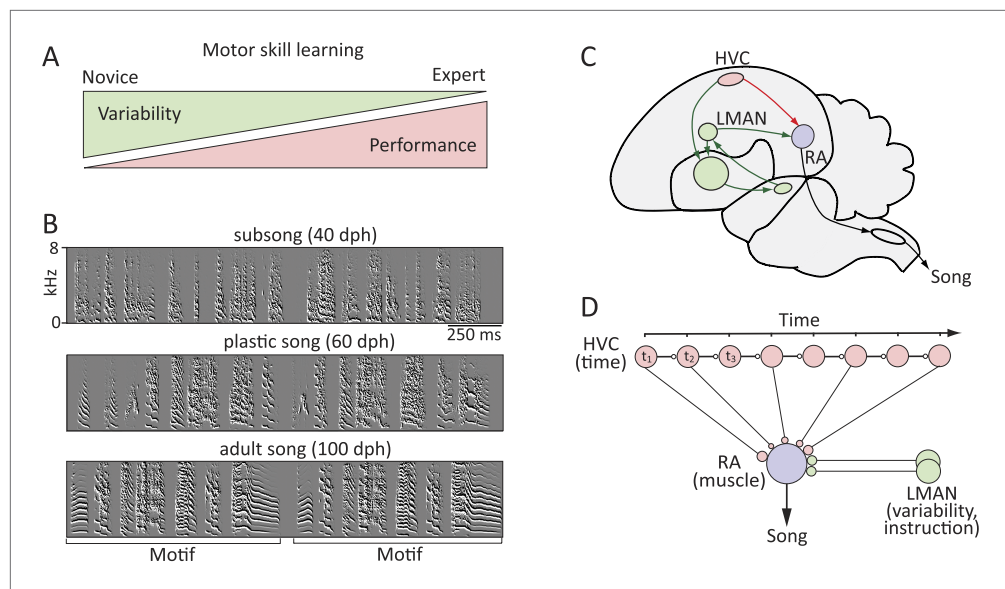 A
Motor skill learning
Novice
Expert
Variability
Performance
B
subsong (40 dph)
8
kHz
0
250 ms
plastic song (60 dph)
adult song (100 dph)
Motif
Motif
C
HVC
LMAN
RA
Song
D
Time
HVC
(time)
t1
t2
t3
RA
(muscle)
LMAN
(variability,
instruction)
Song